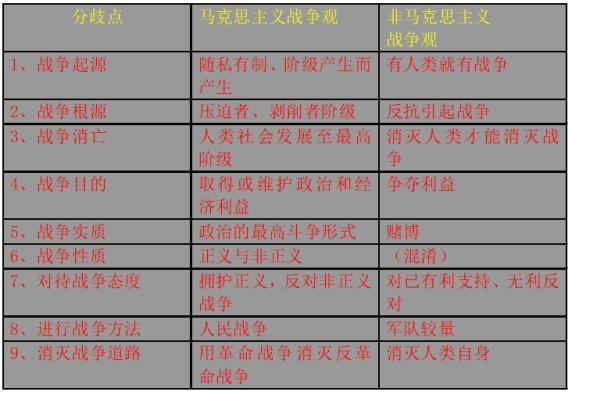 分歧点 马克思主义战争观 非马克思主义
战争观
1、战争起源 随私有制、阶级产生而 有人类就有战争
产生
2、战争根源 压迫者、剥削者阶级 反抗引起战争
3、战争消亡 人类社会发展至最高 消灭人类才能消灭战
阶级 争
4、战争目的 取得或维护政治和经 争夺利益
济利益
5、战争实质 政治的最高斗争形式 赌博
6、战争性质 正义与非正义 （混淆）
7、对待战争态度 拥护正义，反对非正义 对已有利支持、无利反
战争 对
8、进行战争方法 人民战争 军队较量
9、消灭战争道路 用革命战争消灭反革 消灭人类自身
命战争